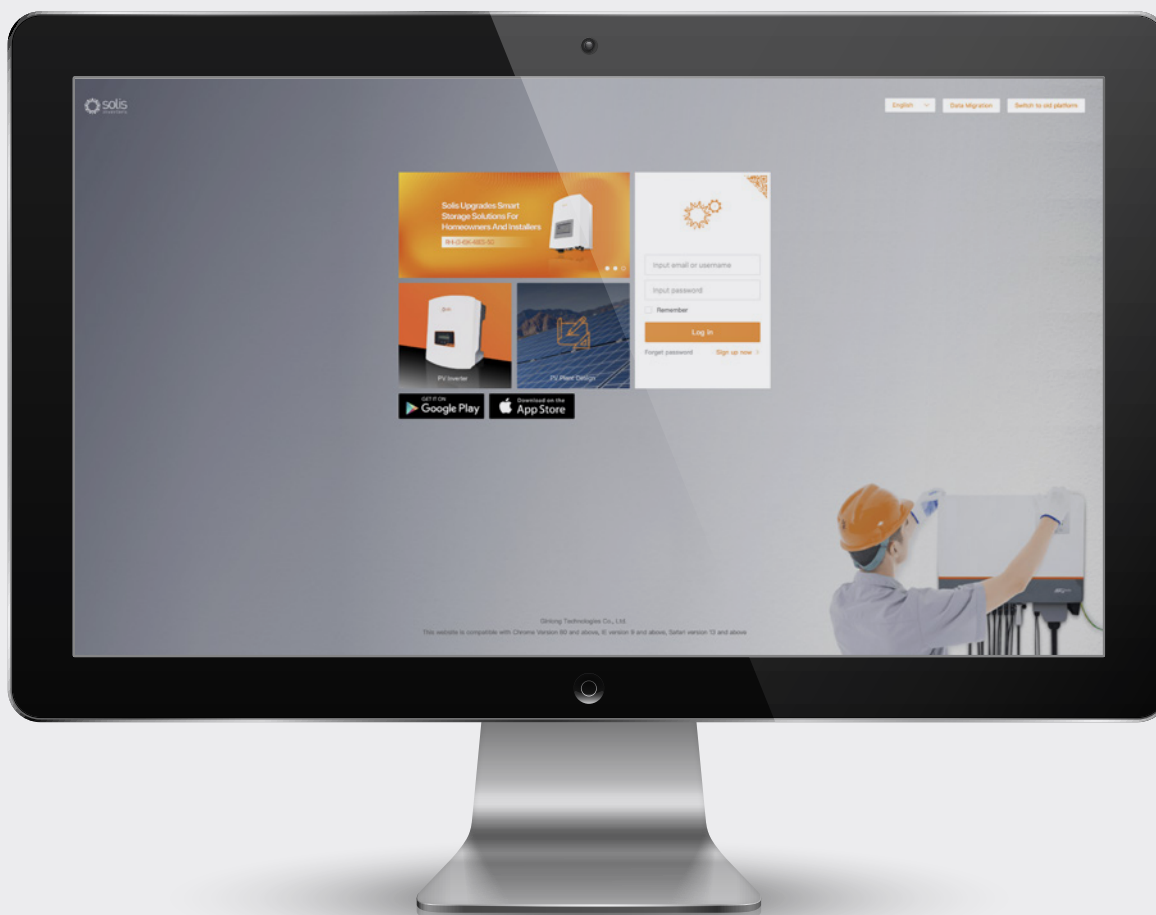 solis
English
Data Migration
Switch to old platform
Solis Upgrades Smart
Storage Solutions For
Homeowners And Installers
PV Inverter
PV Plant Design
Input email or username
Input password
Remember
Log In
Forget password
Sign up now
GET IT ON
Google Play
Download on the
App Store
Ginlong Technologies Co., Ltd.
This website is compatible with Chrome Version 80 and above, IE version 9 and above, Safari version 13 and above